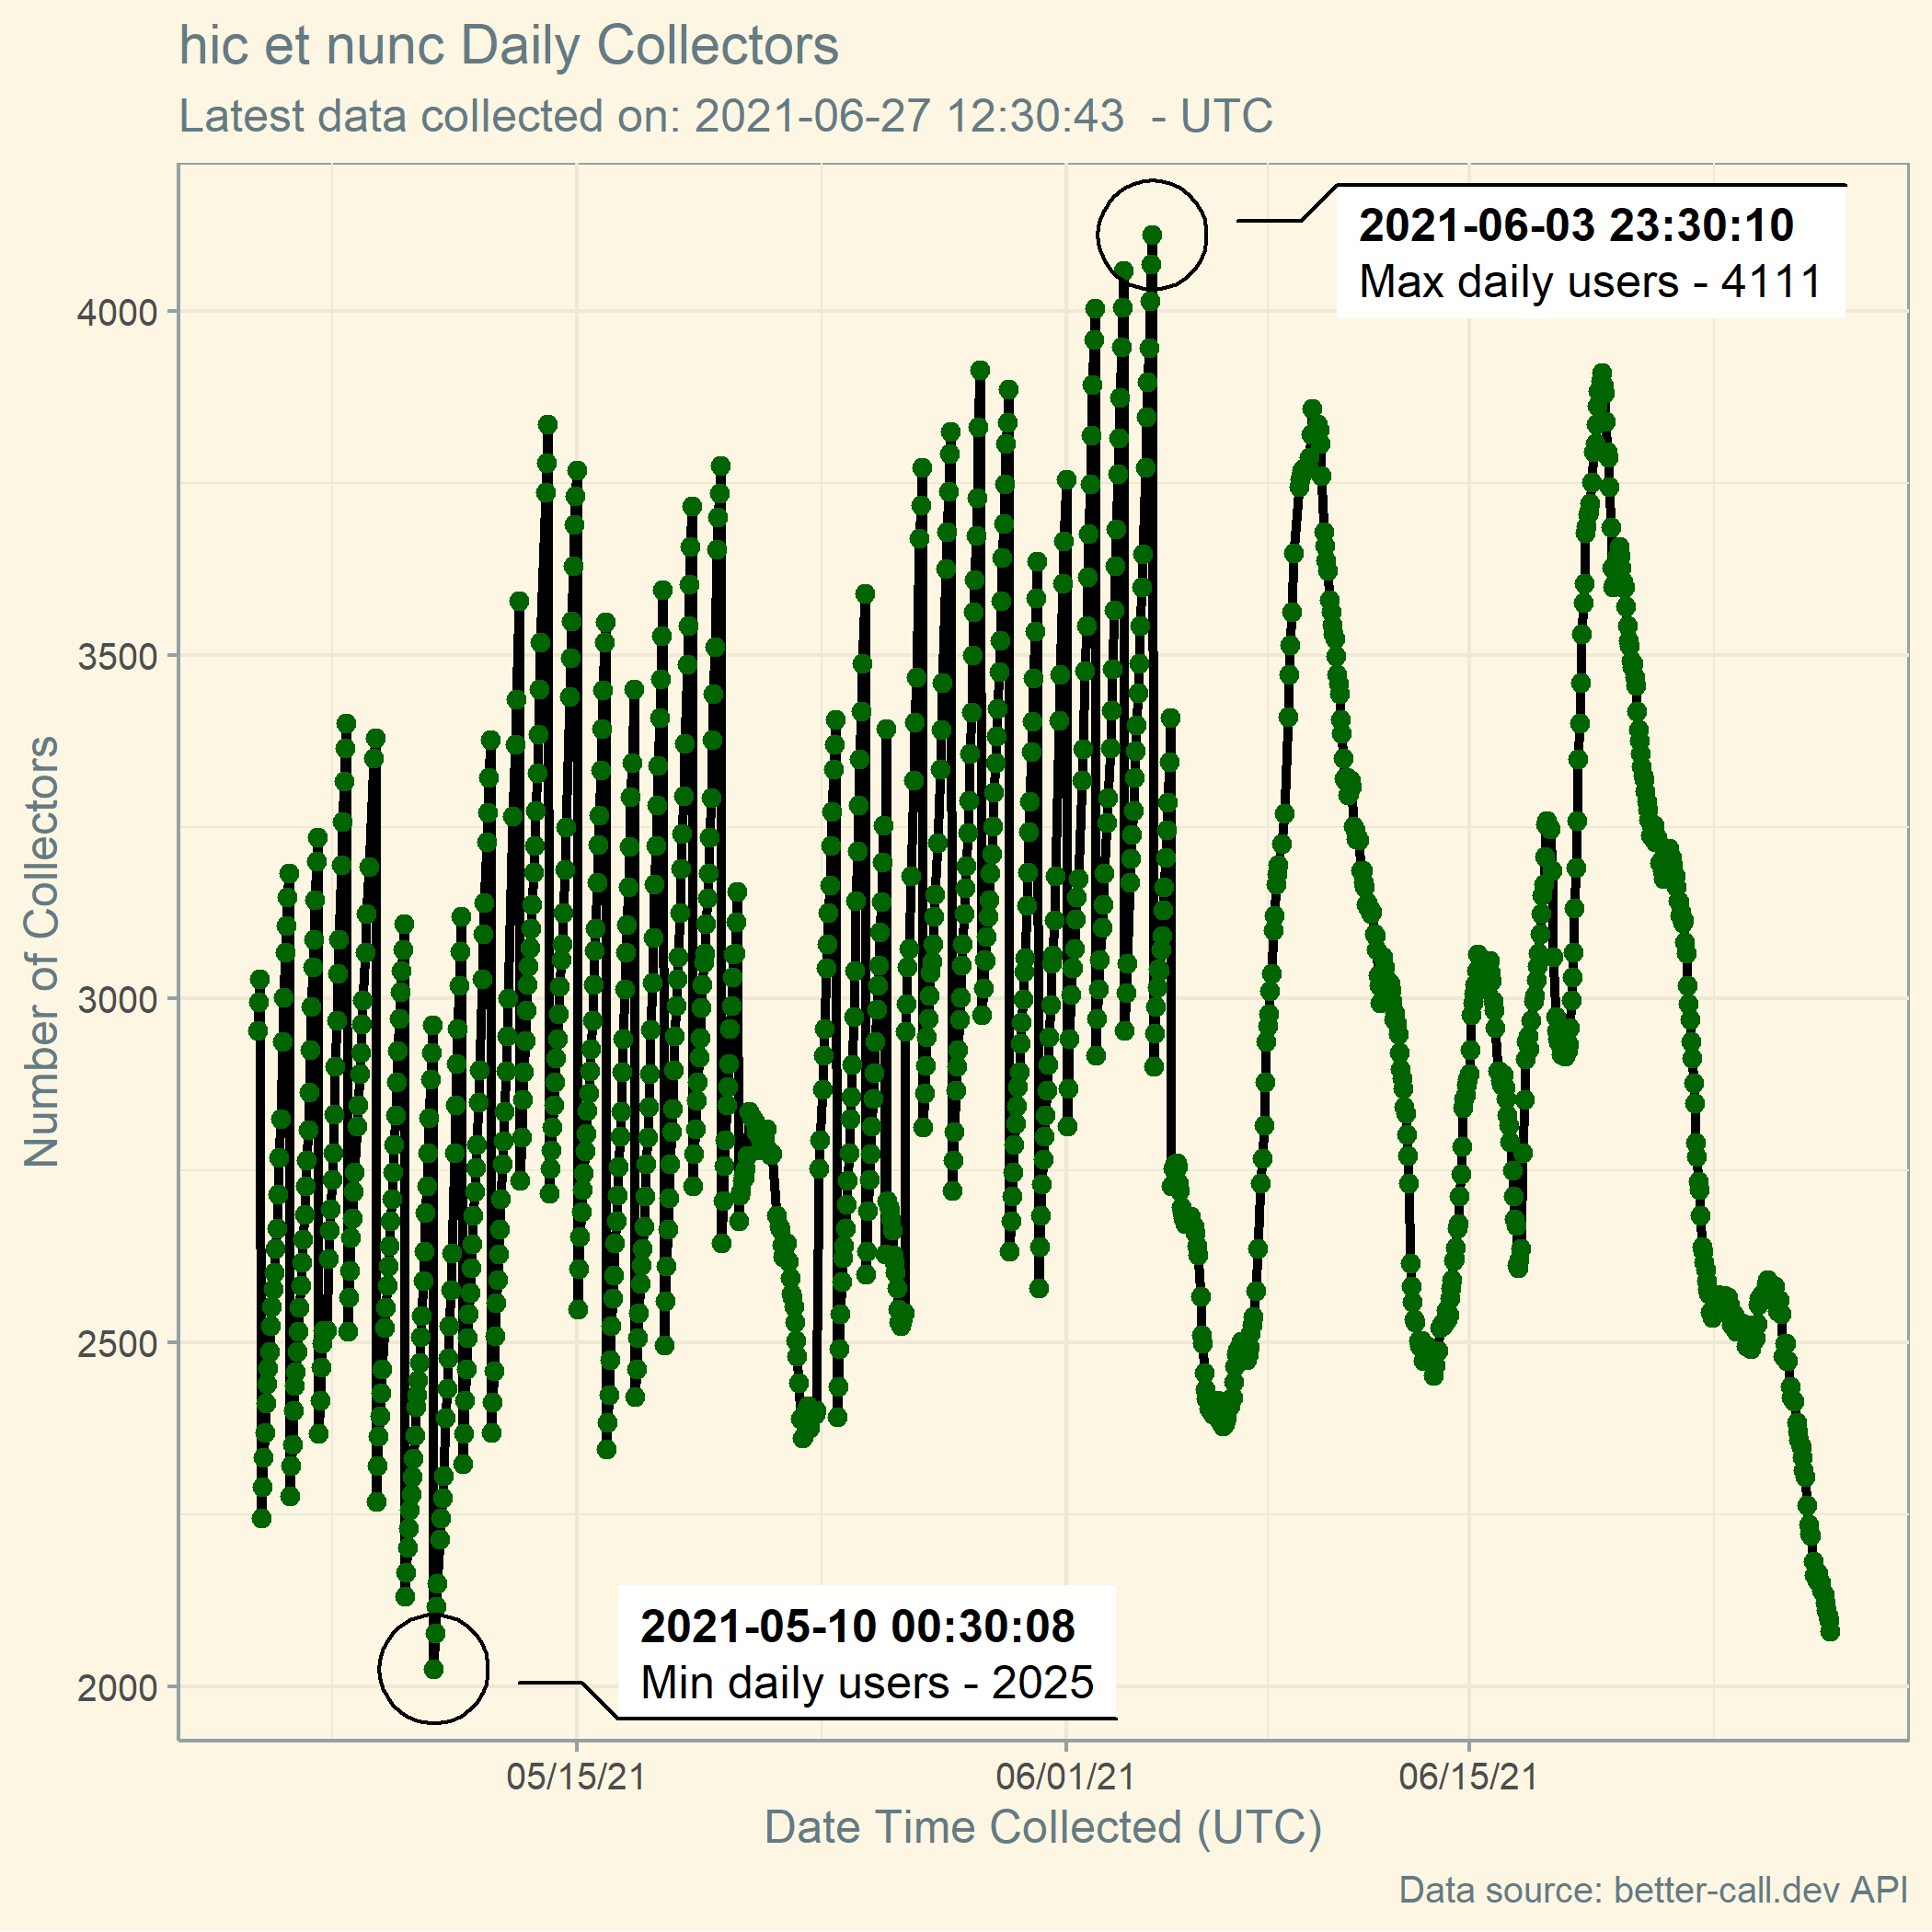 hic et nunc Daily Collectors
Latest data collected on: 2021-06-27 12:30:43  - UTC
2021-06-03 23:30:10
Max daily users - 4111
4000
3500
3000
2500
2000
Number of Collectors
2021-05-10 00:30:08
Min daily users - 2025
05/15/21
06/01/21
06/15/21
Date Time Collected (UTC)
Data source: better-call.dev API